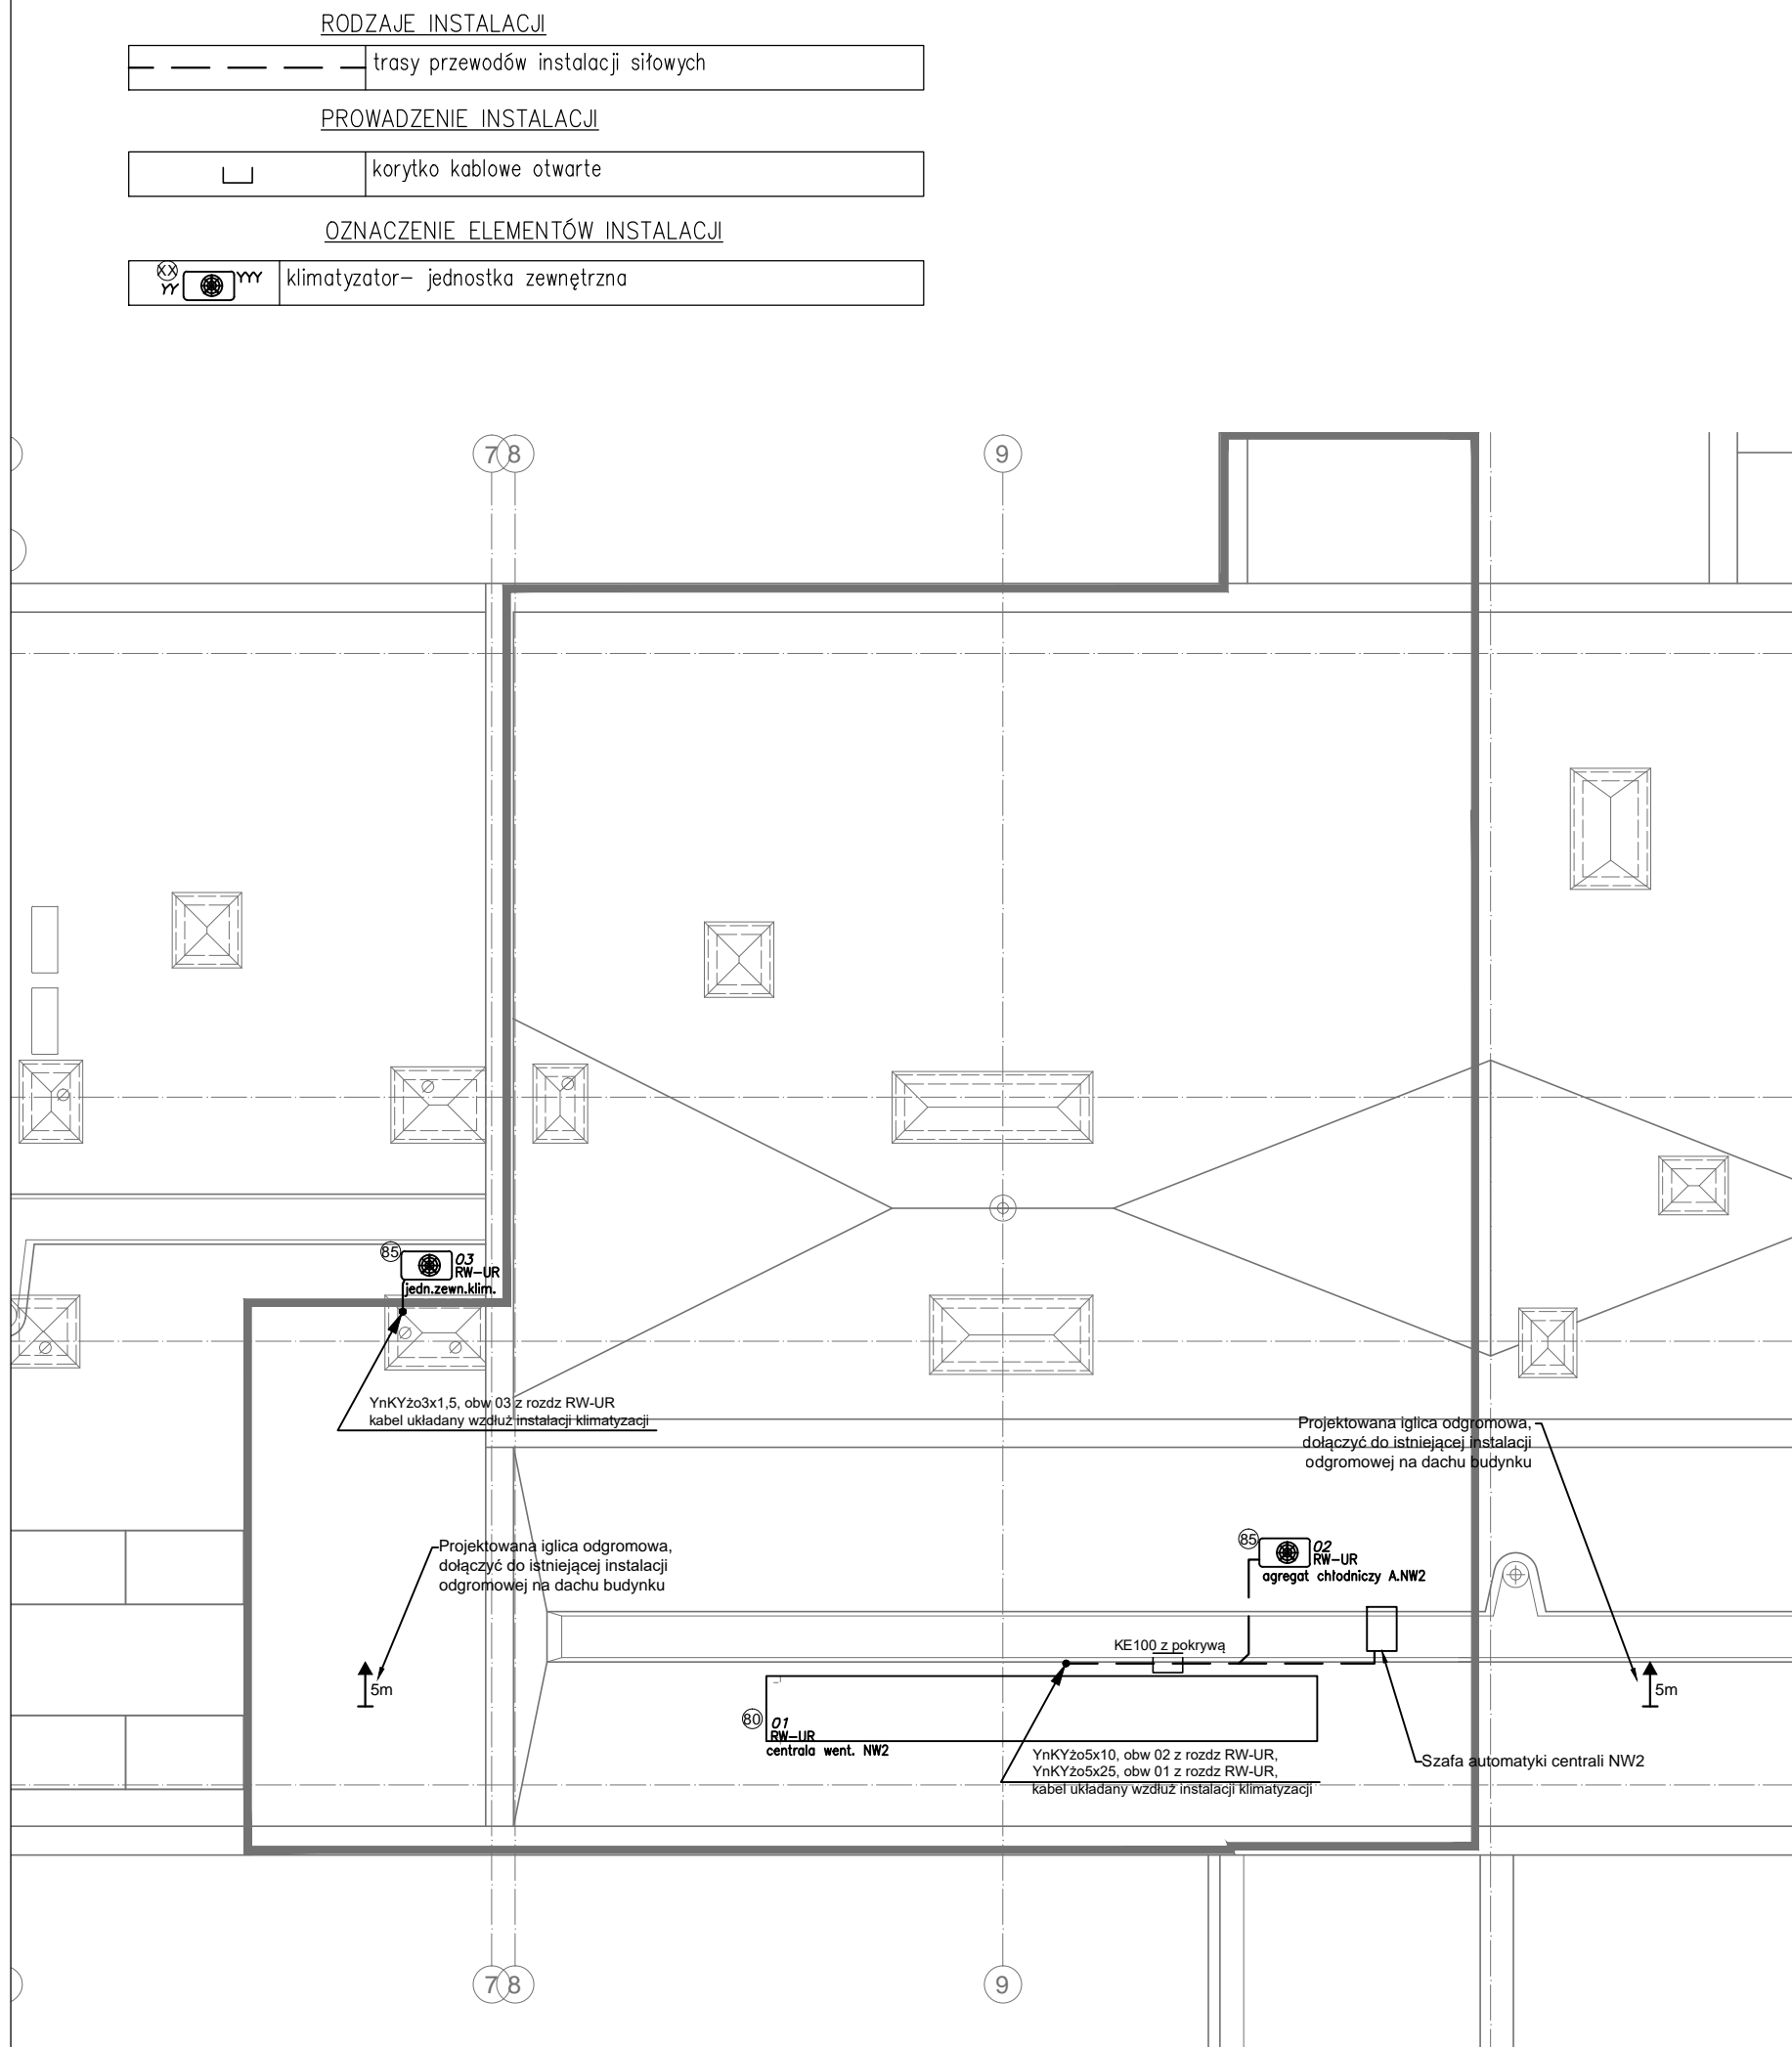 RODZAJE INSTALACJI
trasy przewodów instalacji siłowych
PROWADZENIE INSTALACJI
korytko kablowe otwarte
OZNACZENIE ELEMENTÓW INSTALACJI
XX
YY
YYY
klimatyzator- jednostka zewnętrzna
7
8
9
85
03
RW-UR
jedn.zewn.klim.
YnKYżo3x1,5, obw 03 z rozdz RW-UR
kabel układany wzdłuż instalacji klimatyzacji
Projektowana iglica odgromowa,
dołączyć do istniejącej instalacji
odgromowej na dachu budynku
Projektowana iglica odgromowa,
dołączyć do istniejącej instalacji
odgromowej na dachu budynku
85
02
RW-UR
agregat chłodniczy A.NW2
KE100 z pokrywą
5m
5m
80
01
RW-UR
centrala went. NW2
YnKYżo5x10, obw 02 z rozdz RW-UR,
YnKYżo5x25, obw 01 z rozdz RW-UR,
kabel układany wzdłuż instalacji klimatyzacji
Szafa automatyki centrali NW2
7
8
9